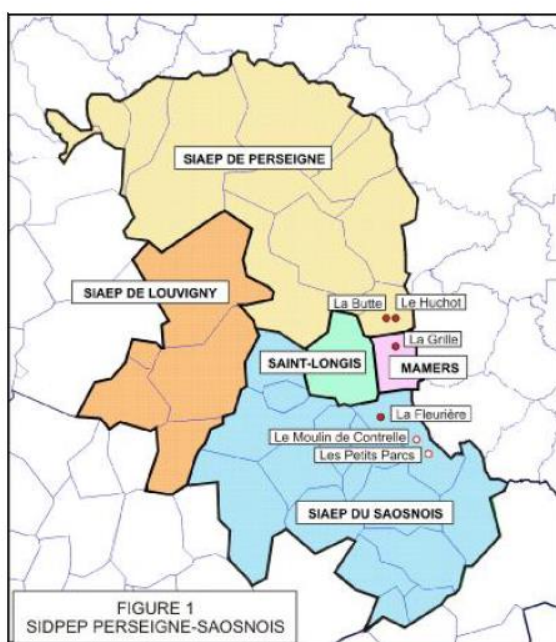 SIAEP DE PERSEIGNE
SIAEP DE LOUVIGNY
La Butte
Le Huchot
La Grille
SAINT-LONGIS
MAMERS
La Fleurière
Le Moulin de Contrelle
Les Petits Parcs
SIAEP DU SAOSNOIS
FIGURE 1
SIDPEP PERSEIGNE-SAOSNOIS